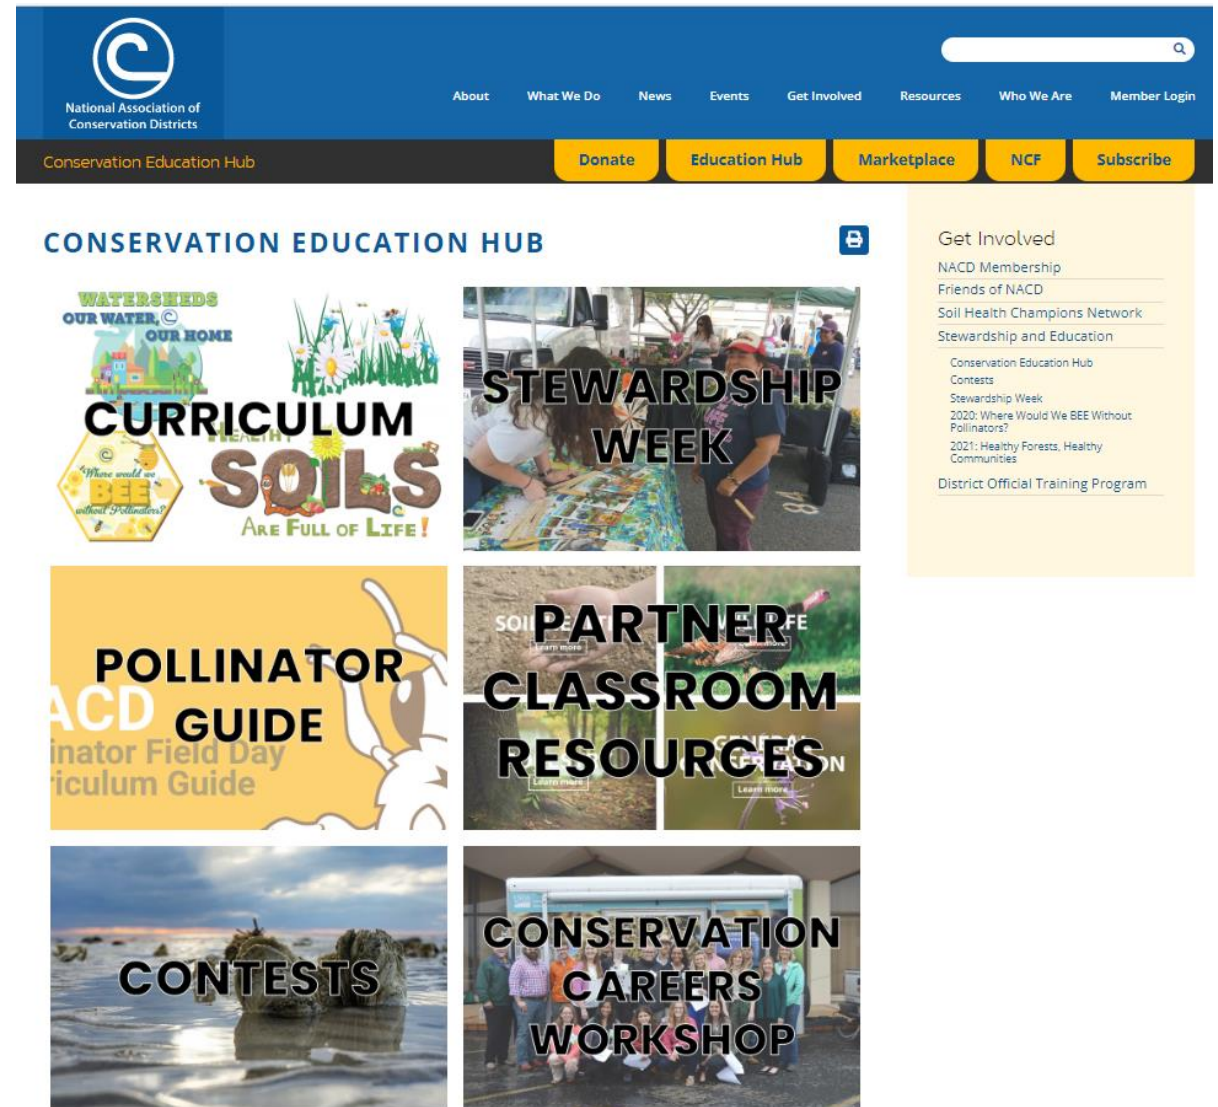 National Association of
Conservation Districts
About What We Do News Events Get Involved Resources Who We Are Member Login
Conservation Education Hub
Donate Education Hub Marketplace NCF Subscribe
CONSERVATION EDUCATION HUB
WATERSHEDS
OUR WATER,
OUR HOME
CURRICULUM
Where would we
BEE
without Pollinators?
HEALTHY
SOILS
ARE FULL OF LIFE!
STEWARDSHIP
WEEK
POLLINATOR
GUIDE
ACD
inator Field Day
riculum Guide
PARTNER
CLASSROOM
RESOURCES
Learn more
Learn more
Learn more
CONTESTS
CONSERVATION
CAREERS
WORKSHOP
Get Involved
NACD Membership
Friends of NACD
Soil Health Champions Network
Stewardship and Education
Conservation Education Hub
Contests
Stewardship Week
2020: Where Would We BEE Without
Pollinators?
2021: Healthy Forests, Healthy
Communities
District Official Training Program